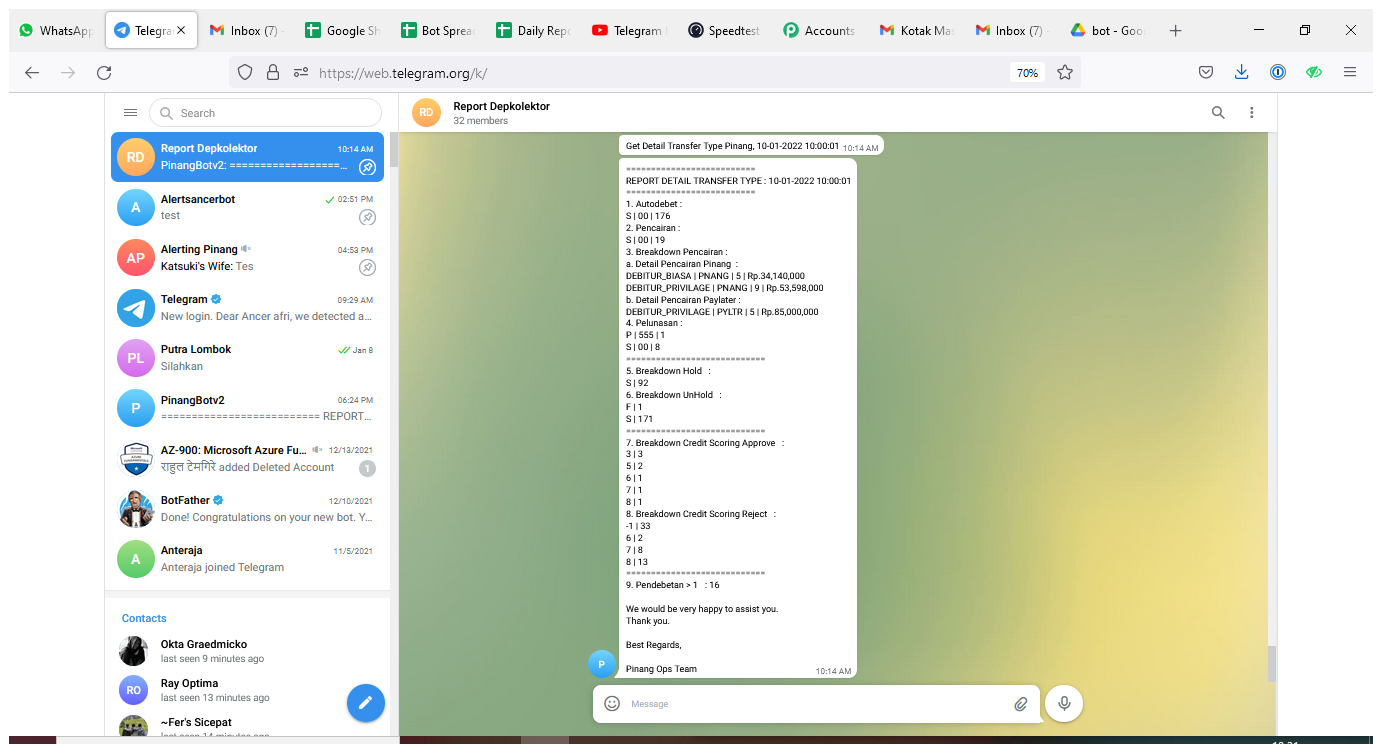 WhatsApp
Telegra
Inbox (7) -
Google Sh
Bot Sprea
Daily Repo
Telegram
Speedtest
Accounts
Kotak Mas
Inbox (7) -
bot - Goo
https://web.telegram.org/k/
70%
Search
RD
Report Depkolektor
10:14 AM
PinangBotv2: ===================...
A
Alertsancerbot
02:51 PM
test
AP
Alerting Pinang
04:53 PM
Katsuki's Wife: Tes
Telegram
09:29 AM
New login. Dear Ancer afri, we detected a...
PL
Putra Lombok
Jan 8
Silahkan
P
PinangBotv2
06:24 PM
========================== REPORT...
AZ-900: Microsoft Azure Fu...
12/13/2021
राहुल टेमगिरे added Deleted Account
1
BotFather
12/10/2021
Done! Congratulations on your new bot. Y...
A
Anteraja
11/5/2021
Anteraja joined Telegram
Contacts
Okta Graedmicko
last seen 9 minutes ago
RO
Ray Optima
last seen 13 minutes ago
~Fer's Sicepat
last seen 14 minutes ago
RD
Report Depkolektor
32 members
Get Detail Transfer Type Pinang, 10-01-2022 10:00:01 10:14 AM
==========================
REPORT DETAIL TRANSFER TYPE : 10-01-2022 10:00:01
==========================
1. Autodebet :
S | 00 | 176
2. Pencairan :
S | 00 | 19
3. Breakdown Pencairan :
a. Detail Pencairan Pinang :
DEBITUR_BIASA | PNANG | 5 | Rp.34,140,000
DEBITUR_PRIVILAGE | PNANG | 9 | Rp.53,598,000
b. Detail Pencairan Paylater :
DEBITUR_PRIVILAGE | PYLTR | 5 | Rp.85,000,000
4. Pelunasan :
P | 555 | 1
S | 00 | 8
============================
5. Breakdown Hold :
S | 92
6. Breakdown UnHold :
F | 1
S | 171
============================
7. Breakdown Credit Scoring Approve :
3 | 3
5 | 2
6 | 1
7 | 1
8 | 1
8. Breakdown Credit Scoring Reject :
-1 | 33
6 | 2
7 | 8
8 | 13
============================
9. Pendebetan > 1 : 16
We would be very happy to assist you.
Thank you.
Best Regards,
Pinang Ops Team
10:14 AM
P
Message